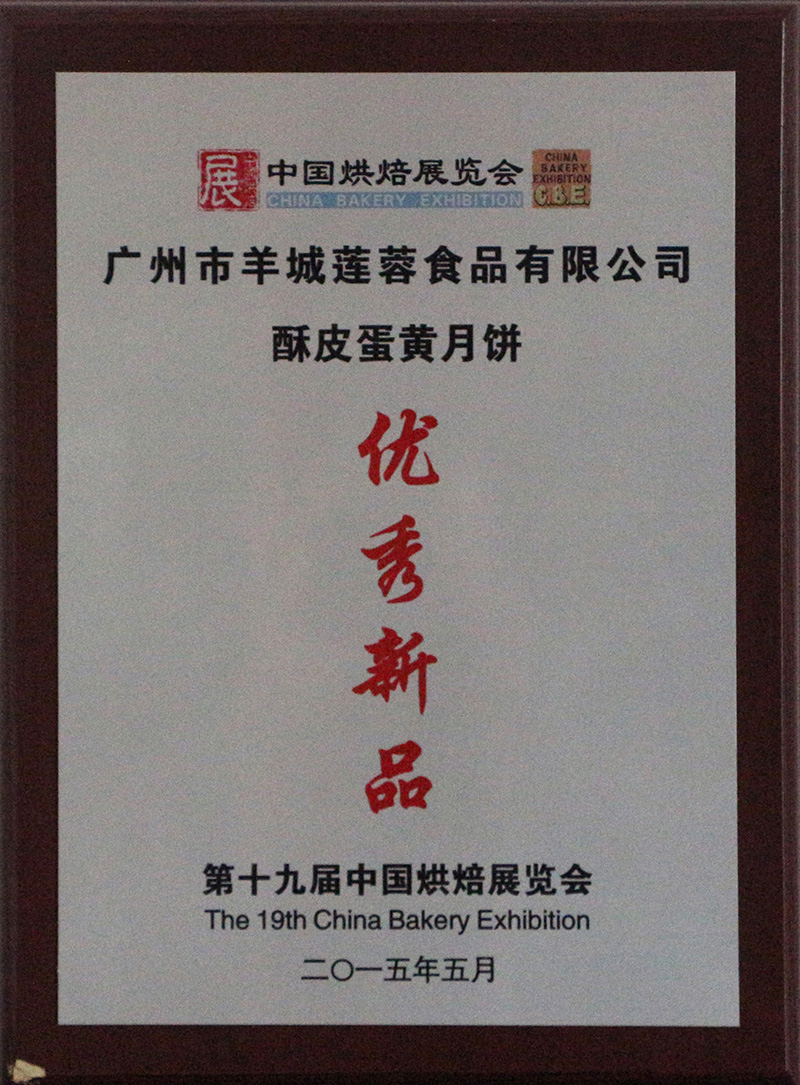 展 中国烘焙展览会
CHINA BAKERY EXHIBITION
CHINA
BAKERY
EXHIBITION
C.B.E.
广州市羊城莲蓉食品有限公司
酥皮蛋黄月饼
优
秀
新
品
第十九届中国烘焙展览会
The 19th China Bakery Exhibition
二〇一五年五月